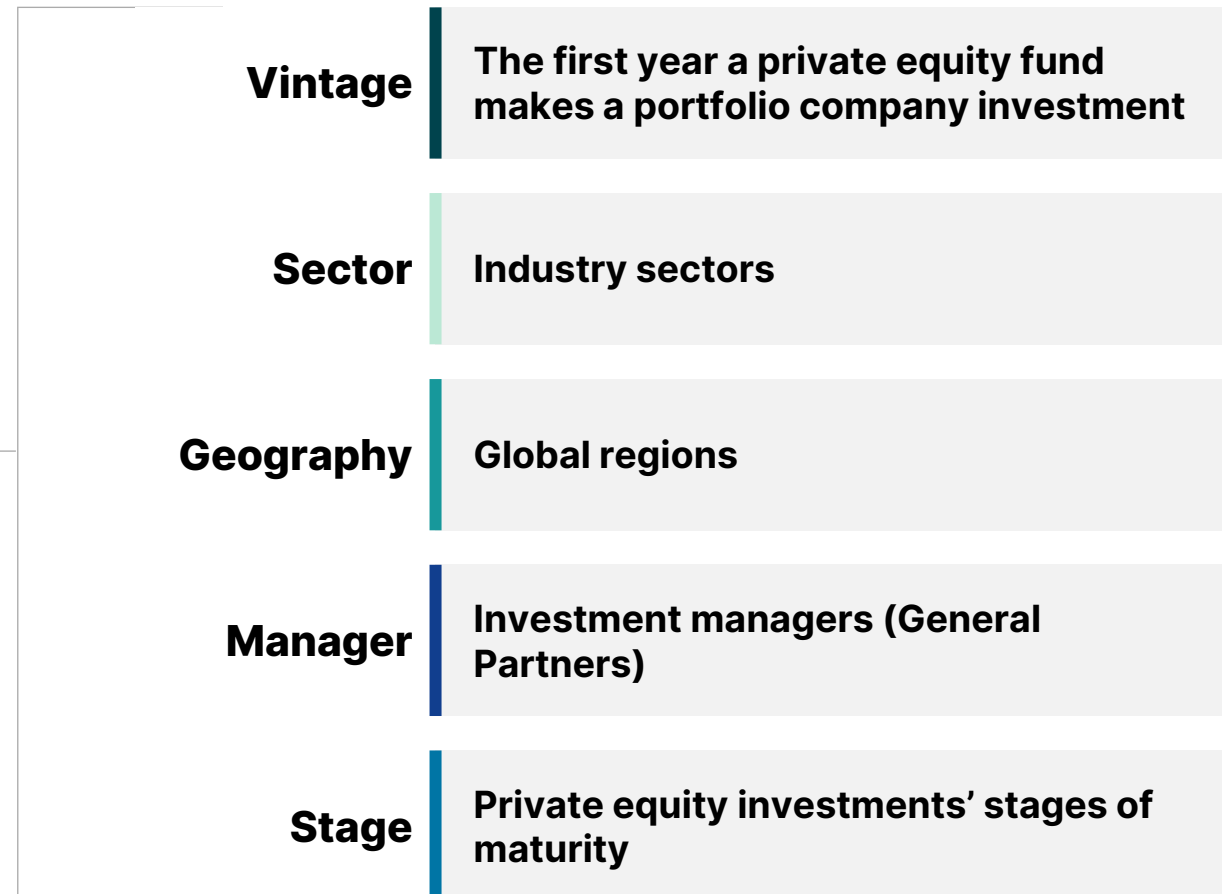 Vintage
The first year a private equity fund
makes a portfolio company investment
Sector
Industry sectors
Geography
Global regions
Manager
Investment managers (General
Partners)
Stage
Private equity investments’ stages of
maturity